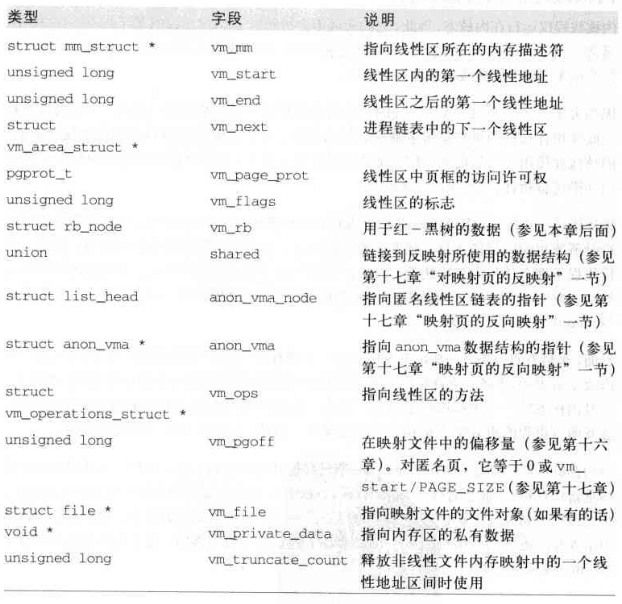 类型 字段 说明
struct mm_struct * vm_mm 指向线性区所在的内存描述符
unsigned long vm_start 线性区内的第一个线性地址
unsigned long vm_end 线性区之后的第一个线性地址
struct vm_next 进程链表中的下一个线性区
vm_area_struct *
pgprot_t vm_page_prot 线性区中页框的访问许可权
unsigned long vm_flags 线性区的标志
struct rb_node vm_rb 用于红-黑树的数据（参见本章后面）
union shared 链接到反映射所使用的数据结构（参见
第十七章“对映射页的反映射”一节）
struct list_head anon_vma_node 指向匿名线性区链表的指针（参见第
十七章“映射页的反向映射”一节）
struct anon_vma * anon_vma 指向 anon_vma 数据结构的指针（参见
第十七章“映射页的反向映射”一节）
struct vm_ops 指向线性区的方法
vm_operations_struct *
unsigned long vm_pgoff 在映射文件中的偏移量（参见第十六
章）。对匿名页，它等于0或vm_
start/PAGE_SIZE(参见第十七章)
struct file * vm_file 指向映射文件的文件对象(如果有的话)
void * vm_private_data 指向内存区的私有数据
unsigned long vm_truncate_count 释放非线性文件内存映射中的一个线
性地址区间时使用